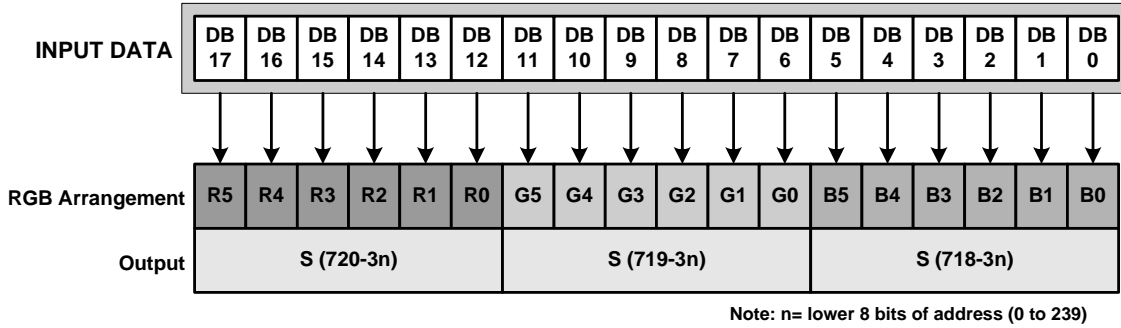 INPUT DATA DB 17 DB 16 DB 15 DB 14 DB 13 DB 12 DB 11 DB 10 DB 9 DB 8 DB 7 DB 6 DB 5 DB 4 DB 3 DB 2 DB 1 DB 0
RGB Arrangement R5 R4 R3 R2 R1 R0 G5 G4 G3 G2 G1 G0 B5 B4 B3 B2 B1 B0
Output S (720-3n) S (719-3n) S (718-3n)
Note: n= lower 8 bits of address (0 to 239)